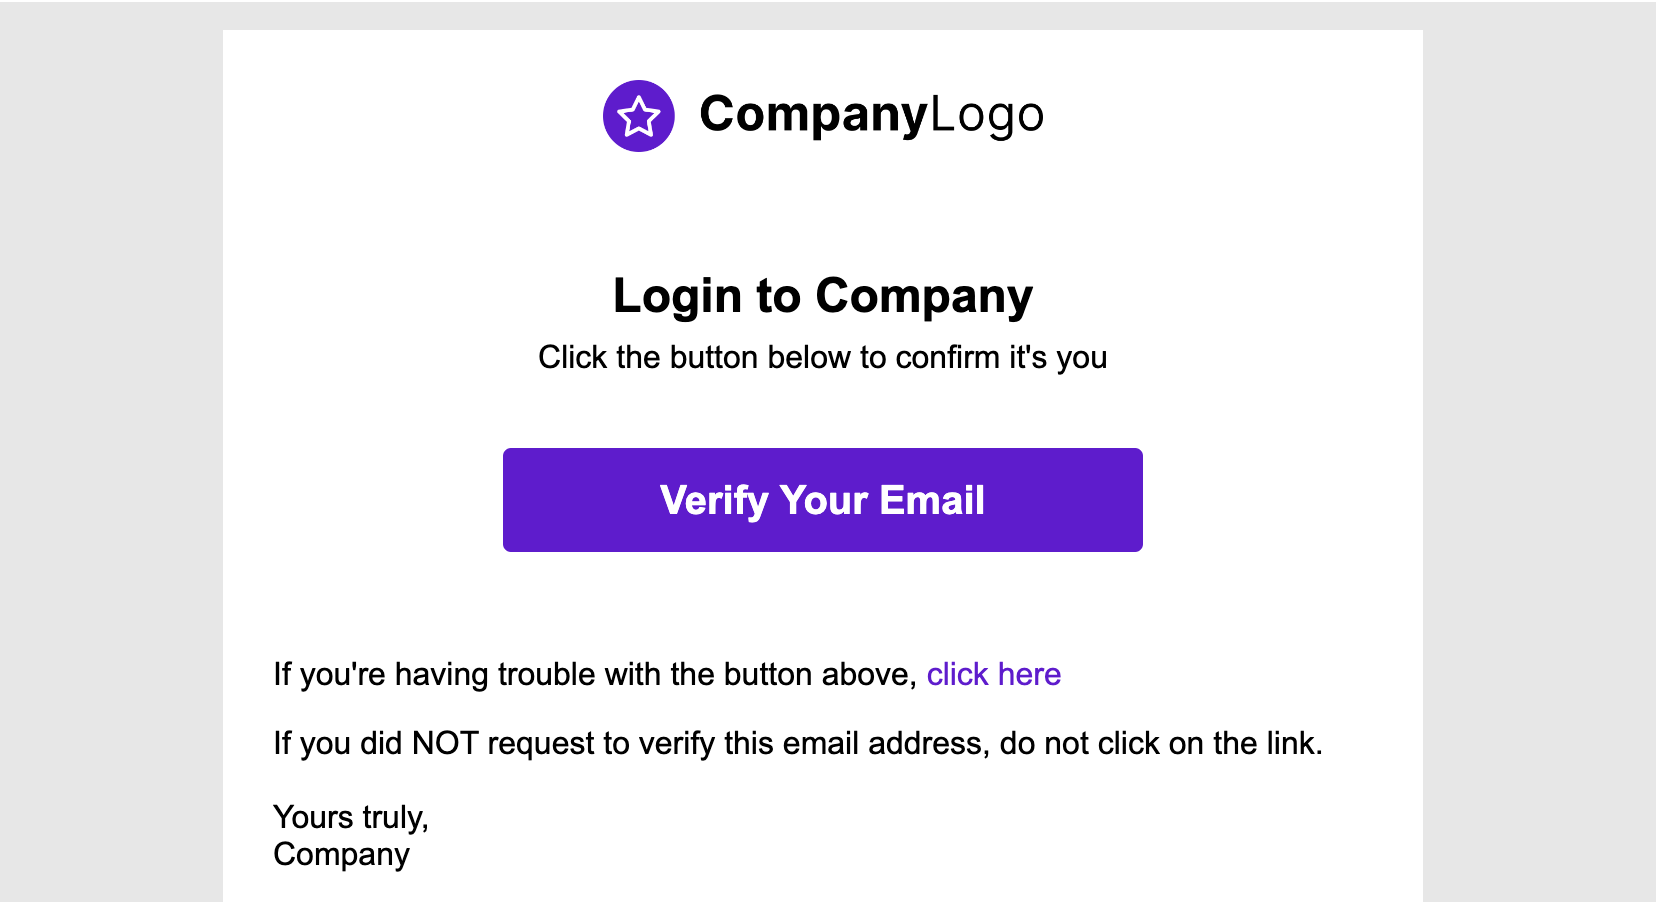 CompanyLogo
Login to Company
Click the button below to confirm it's you
Verify Your Email
If you're having trouble with the button above, click here
If you did NOT request to verify this email address, do not click on the link.
Yours truly,
Company